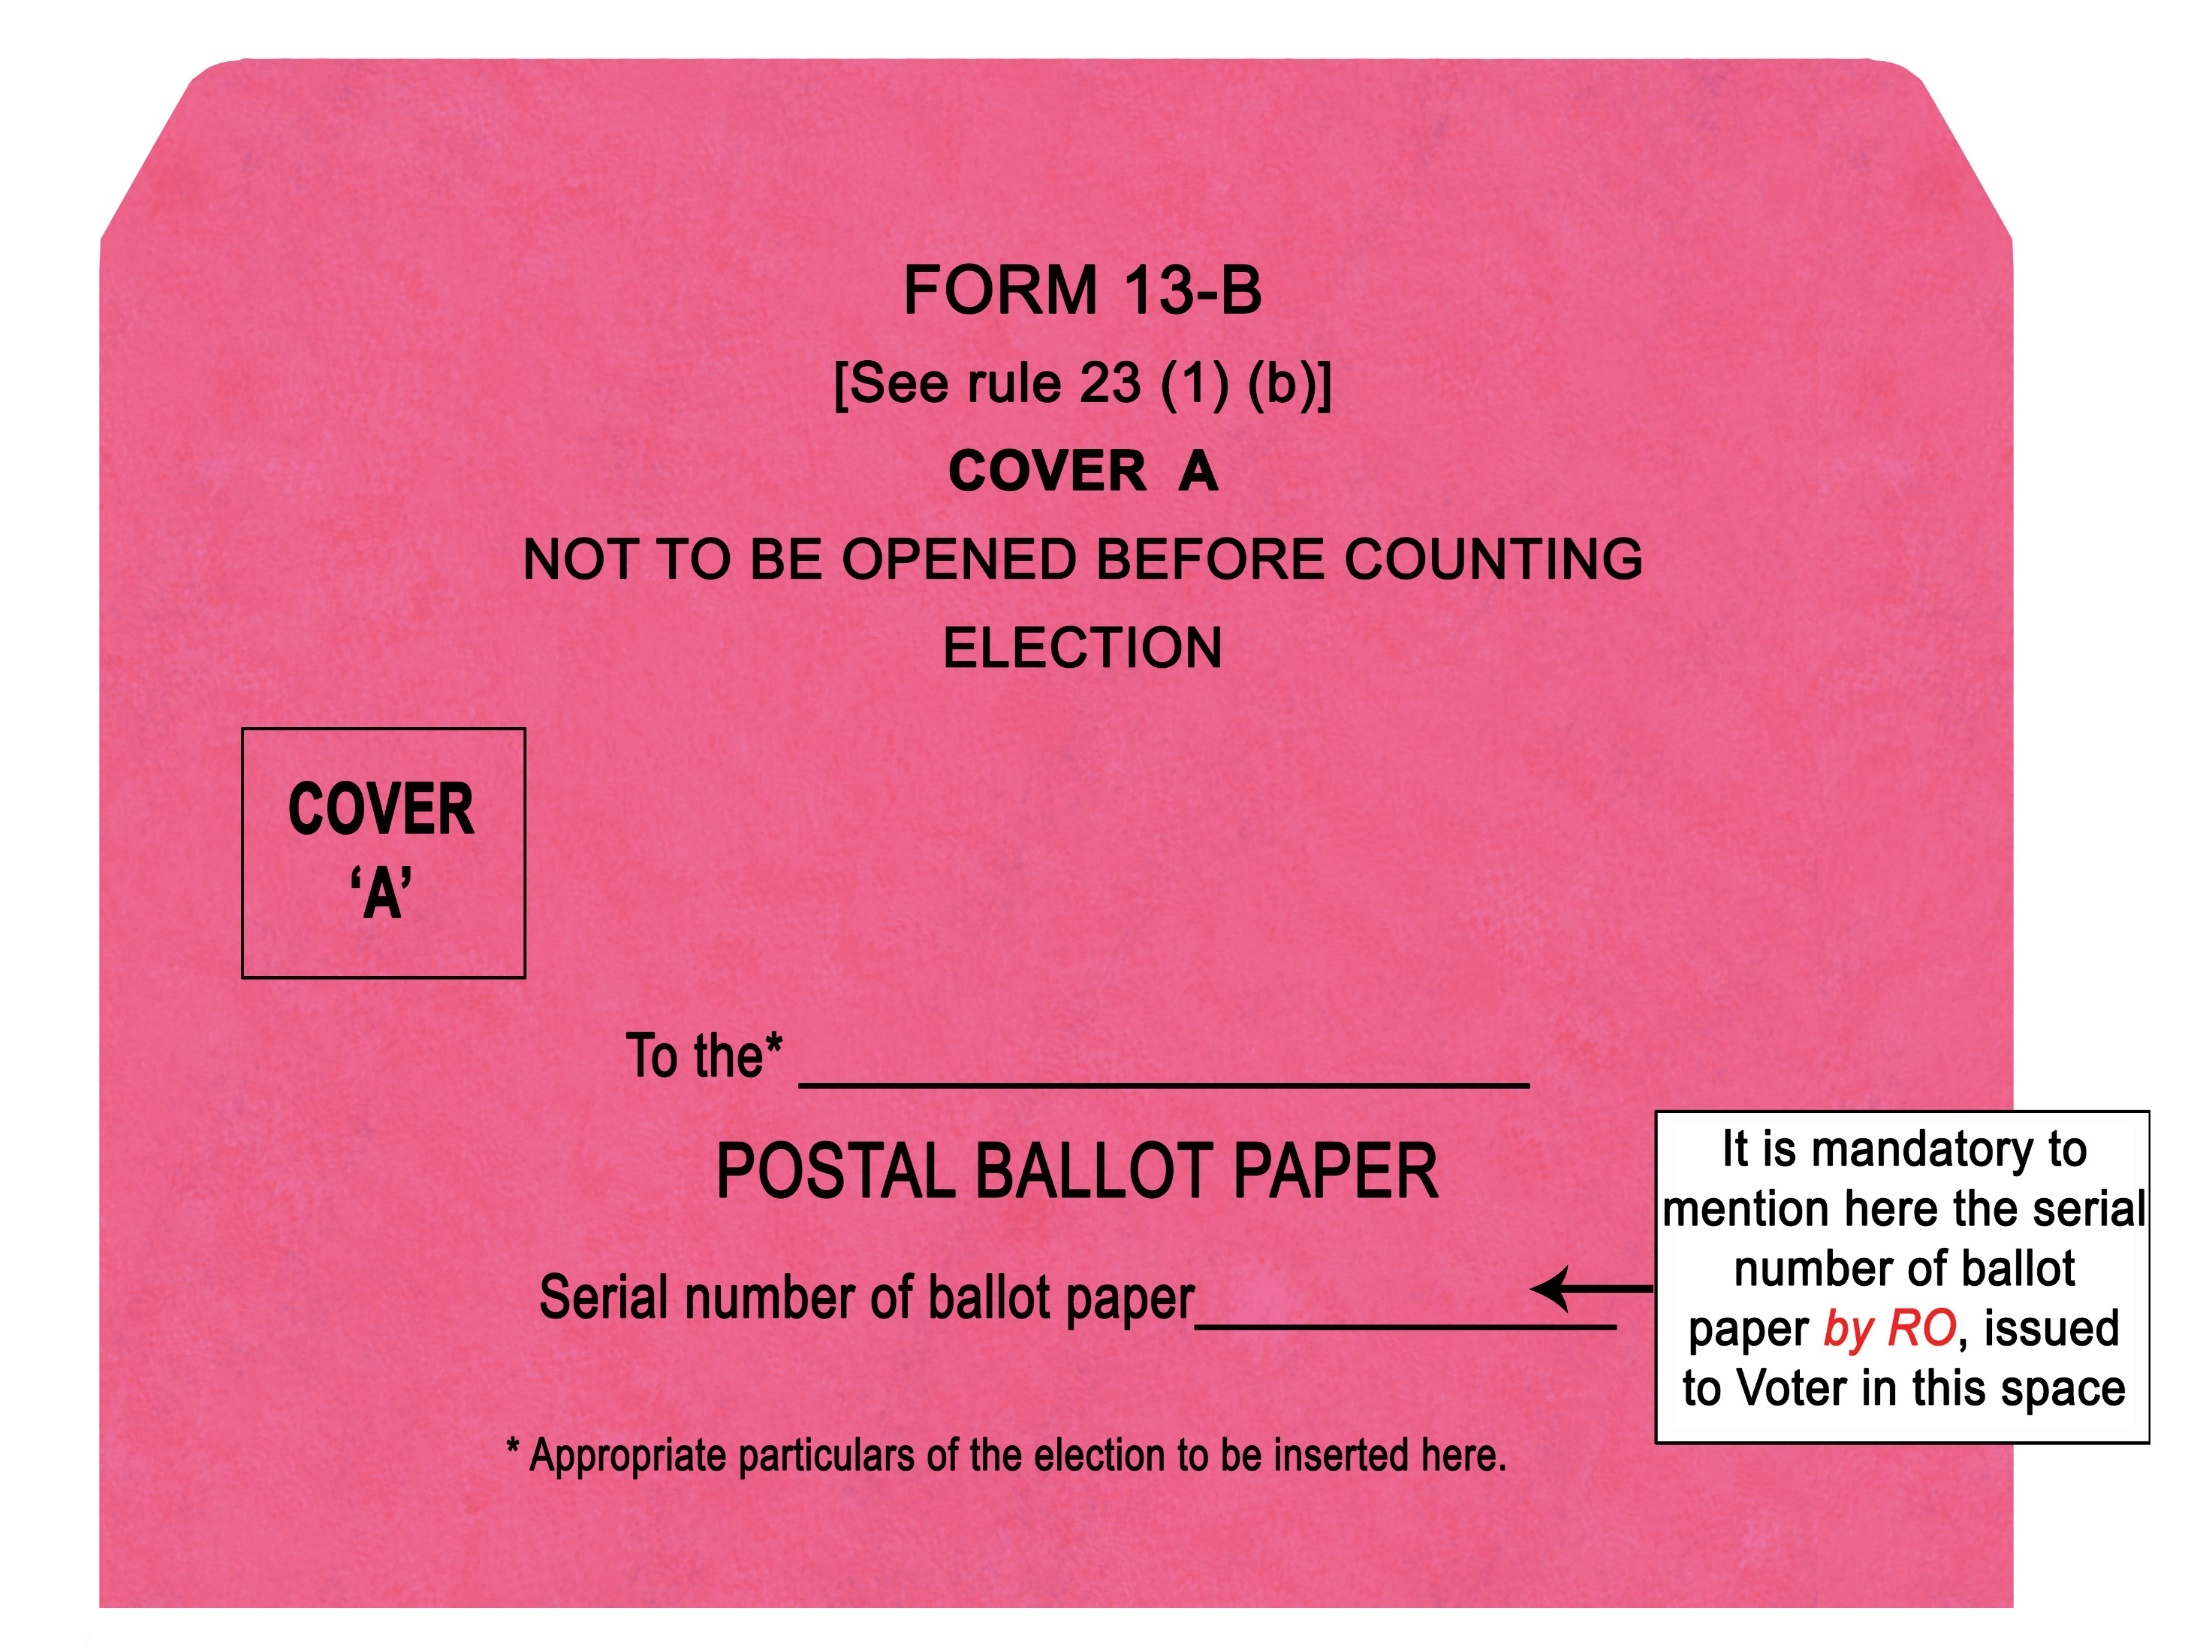 FORM 13-B
[See rule 23 (1) (b)]
COVER A
NOT TO BE OPENED BEFORE COUNTING
ELECTION
COVER
‘A’
To the*
POSTAL BALLOT PAPER
Serial number of ballot paper
It is mandatory to
mention here the serial
number of ballot
paper by RO, issued
to Voter in this space
* Appropriate particulars of the election to be inserted here.